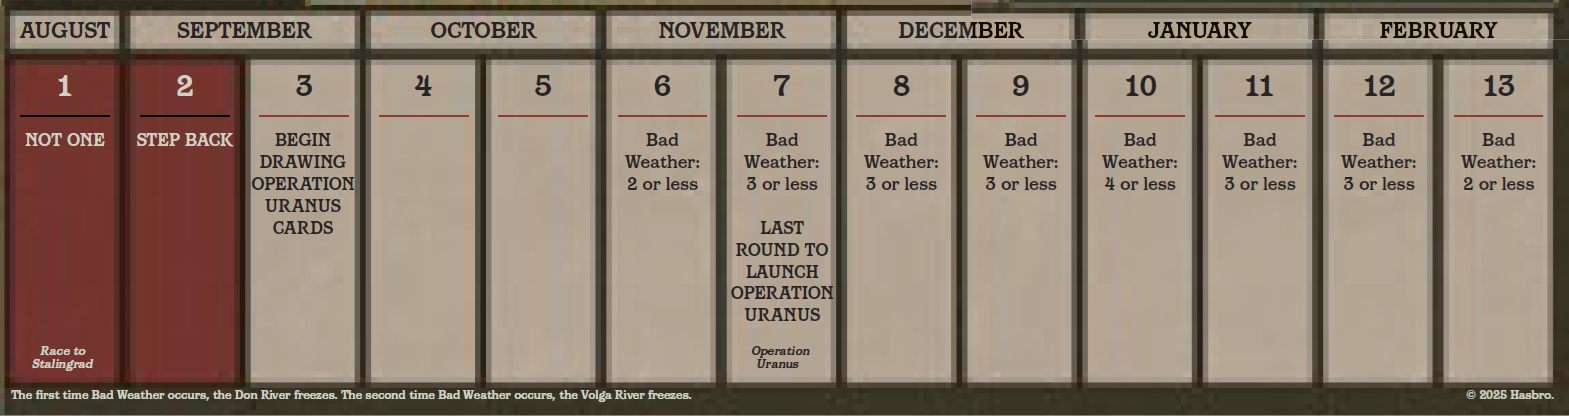 AUGUST SEPTEMBER OCTOBER NOVEMBER DECEMBER JANUARY FEBRUARY
1 2 3 4 5 6 7 8 9 10 11 12 13
NOT ONE
STEP BACK
BEGIN
DRAWING
OPERATION
URANUS
CARDS
Bad
Weather:
2 or less
Bad
Weather:
3 or less
LAST
ROUND TO
LAUNCH
OPERATION
URANUS
Bad
Weather:
3 or less
Bad
Weather:
3 or less
Bad
Weather:
4 or less
Bad
Weather:
3 or less
Bad
Weather:
3 or less
Bad
Weather:
2 or less
Race to
Stalingrad
Operation
Uranus
The first time Bad Weather occurs, the Don River freezes. The second time Bad Weather occurs, the Volga River freezes.
© 2025 Hasbro.